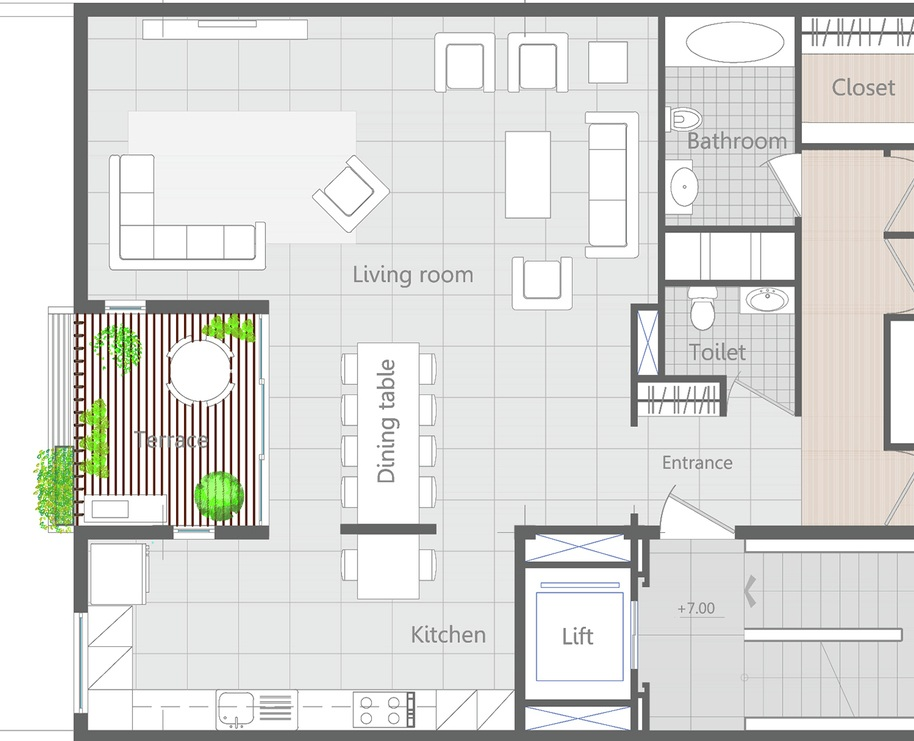 Closet
Bathroom
Living room
Toilet
Dining table
Terrace
Entrance
+7.00
Kitchen
Lift